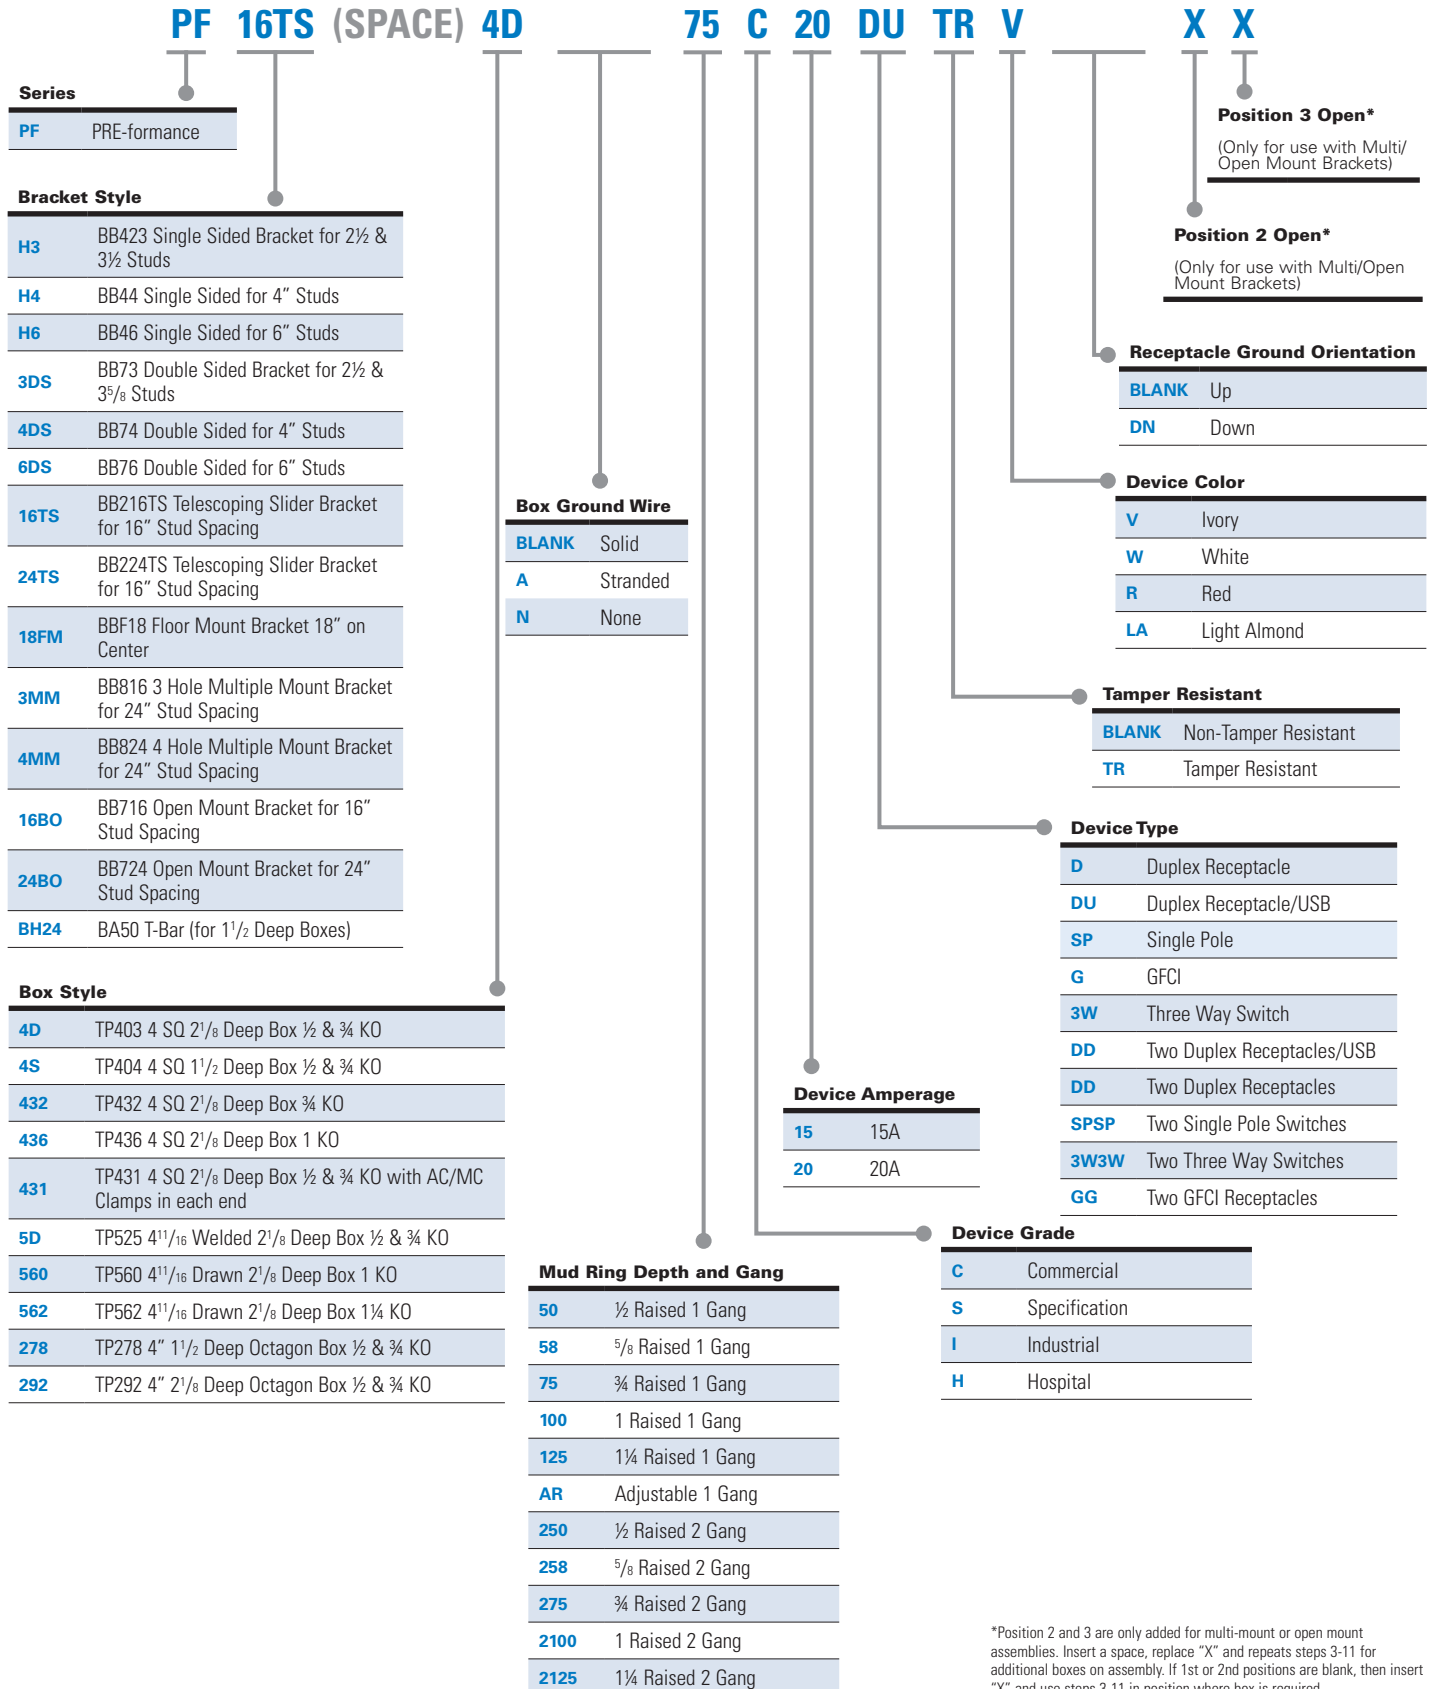 PF 16TS (SPACE) 4D 75 C 20 DU TR V X X
Series
PF PRE-formance
Bracket Style
H3 BB423 Single Sided Bracket for 2½ &
3½ Studs
H4 BB44 Single Sided for 4” Studs
H6 BB46 Single Sided for 6” Studs
3DS BB73 Double Sided Bracket for 2½ &
3⁵/₈ Studs
4DS BB74 Double Sided for 4” Studs
6DS BB76 Double Sided for 6” Studs
16TS BB216TS Telescoping Slider Bracket
for 16” Stud Spacing
24TS BB224TS Telescoping Slider Bracket
for 16” Stud Spacing
18FM BBF18 Floor Mount Bracket 18” on
Center
3MM BB816 3 Hole Multiple Mount Bracket
for 24” Stud Spacing
4MM BB824 4 Hole Multiple Mount Bracket
for 24” Stud Spacing
16BO BB716 Open Mount Bracket for 16”
Stud Spacing
24BO BB724 Open Mount Bracket for 24”
Stud Spacing
BH24 BA50 T-Bar (for 1¹/₂ Deep Boxes)
Box Style
4D TP403 4 SQ 2¹/₈ Deep Box ½ & ¾ KO
4S TP404 4 SQ 1¹/₂ Deep Box ½ & ¾ KO
432 TP432 4 SQ 2¹/₈ Deep Box ¾ KO
436 TP436 4 SQ 2¹/₈ Deep Box 1 KO
431 TP431 4 SQ 2¹/₈ Deep Box ½ & ¾ KO with AC/MC
Clamps in each end
5D TP525 4¹¹/₁₆ Welded 2¹/₈ Deep Box ½ & ¾ KO
560 TP560 4¹¹/₁₆ Drawn 2¹/₈ Deep Box 1 KO
562 TP562 4¹¹/₁₆ Drawn 2¹/₈ Deep Box 1¼ KO
278 TP278 4” 1¹/₂ Deep Octagon Box ½ & ¾ KO
292 TP292 4” 2¹/₈ Deep Octagon Box ½ & ¾ KO
Box Ground Wire
BLANK Solid
A Stranded
N None
Mud Ring Depth and Gang
50 ½ Raised 1 Gang
58 ⁵/₈ Raised 1 Gang
75 ¾ Raised 1 Gang
100 1 Raised 1 Gang
125 1¼ Raised 1 Gang
AR Adjustable 1 Gang
250 ½ Raised 2 Gang
258 ⁵/₈ Raised 2 Gang
275 ¾ Raised 2 Gang
2100 1 Raised 2 Gang
2125 1¼ Raised 2 Gang
Device Grade
C Commercial
S Specification
I Industrial
H Hospital
Device Amperage
15 15A
20 20A
Device Type
D Duplex Receptacle
DU Duplex Receptacle/USB
SP Single Pole
G GFCI
3W Three Way Switch
DD Two Duplex Receptacles/USB
DD Two Duplex Receptacles
SPSP Two Single Pole Switches
3W3W Two Three Way Switches
GG Two GFCI Receptacles
Tamper Resistant
BLANK Non-Tamper Resistant
TR Tamper Resistant
Device Color
V Ivory
W White
R Red
LA Light Almond
Receptacle Ground Orientation
BLANK Up
DN Down
Position 2 Open*
(Only for use with Multi/Open
Mount Brackets)
Position 3 Open*
(Only for use with Multi/
Open Mount Brackets)
*Position 2 and 3 are only added for multi-mount or open mount
assemblies. Insert a space, replace “X” and repeats steps 3-11 for
additional boxes on assembly. If 1st or 2nd positions are blank, then insert
“X” and use steps 3-11 in position where box is required